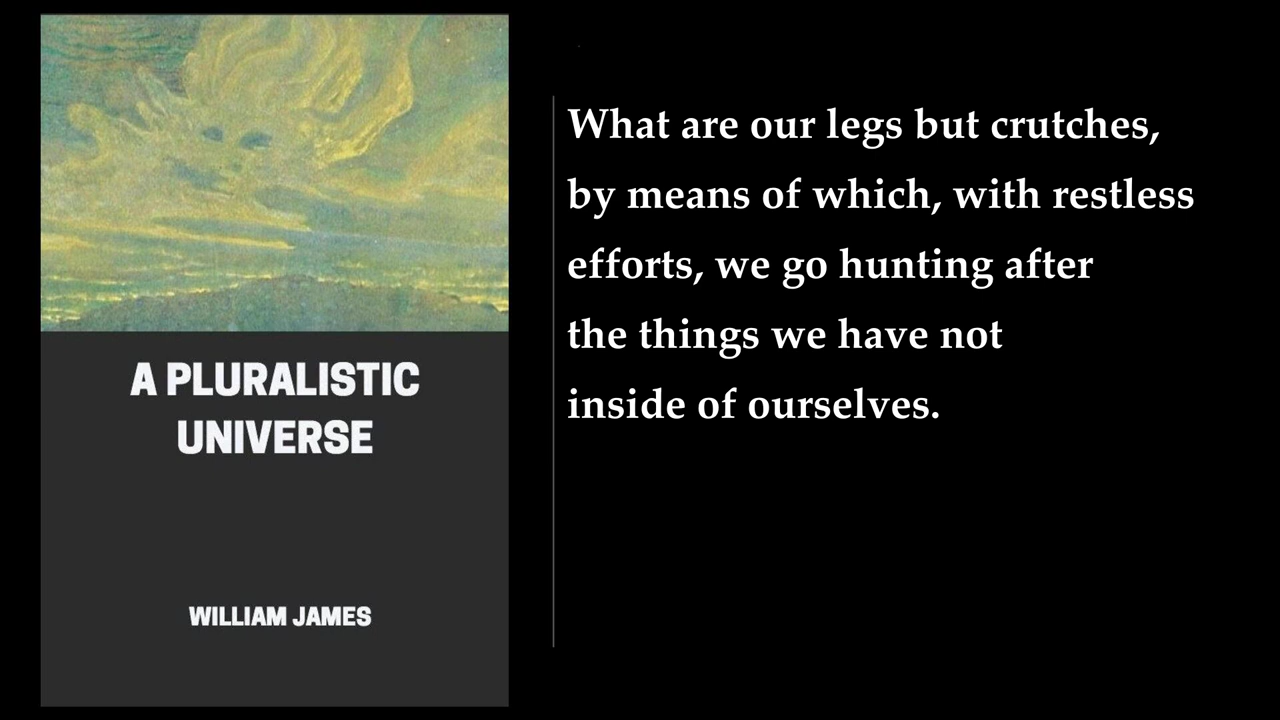 A PLURALISTIC
UNIVERSE
WILLIAM JAMES
What are our legs but crutches,
by means of which, with restless
efforts, we go hunting after
the things we have not
inside of ourselves.